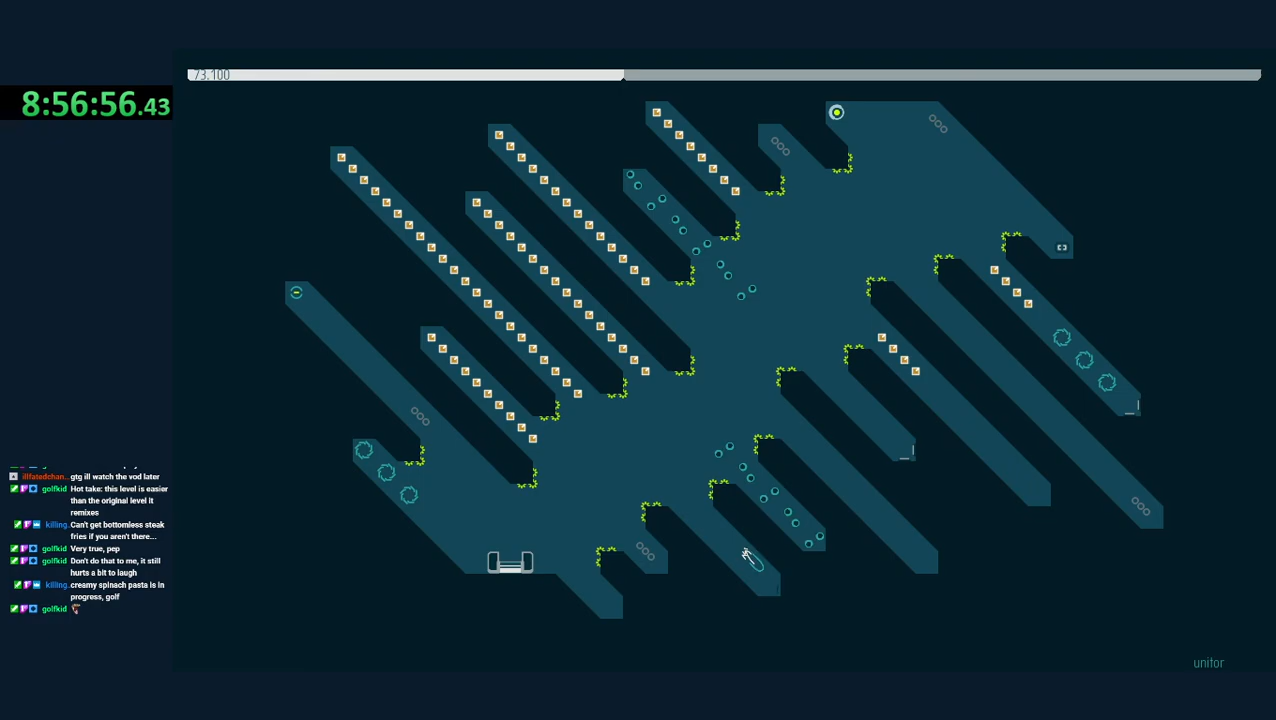 73.100
8:56:56.43
illfatedchan.. gtg ill watch the vod later
golfkid Hot take: this level is easier
than the original level it
remixes
killing.. Can't get bottomless steak
fries if you aren't there...
golfkid Very true, pep
golfkid Don't do that to me, it still
hurts a bit to laugh
killing.. creamy spinach pasta is in
progress, golf
golfkid
unitor